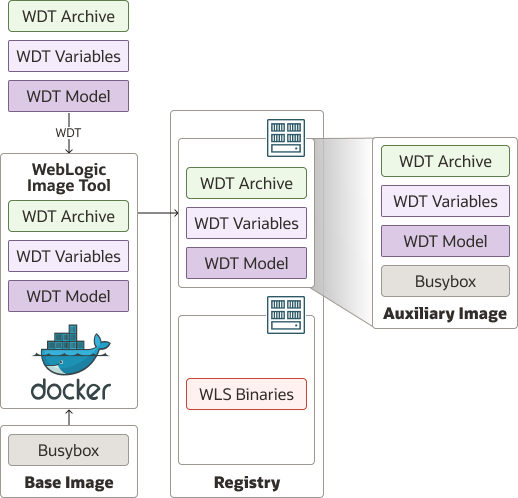 WDT Archive
WDT Variables
WDT Model
WDT
WebLogic
Image Tool
WDT Archive
WDT Variables
WDT Model
docker
Busybox
Base Image
WDT Archive
WDT Variables
WDT Model
WLS Binaries
Registry
WDT Archive
WDT Variables
WDT Model
Busybox
Auxiliary Image